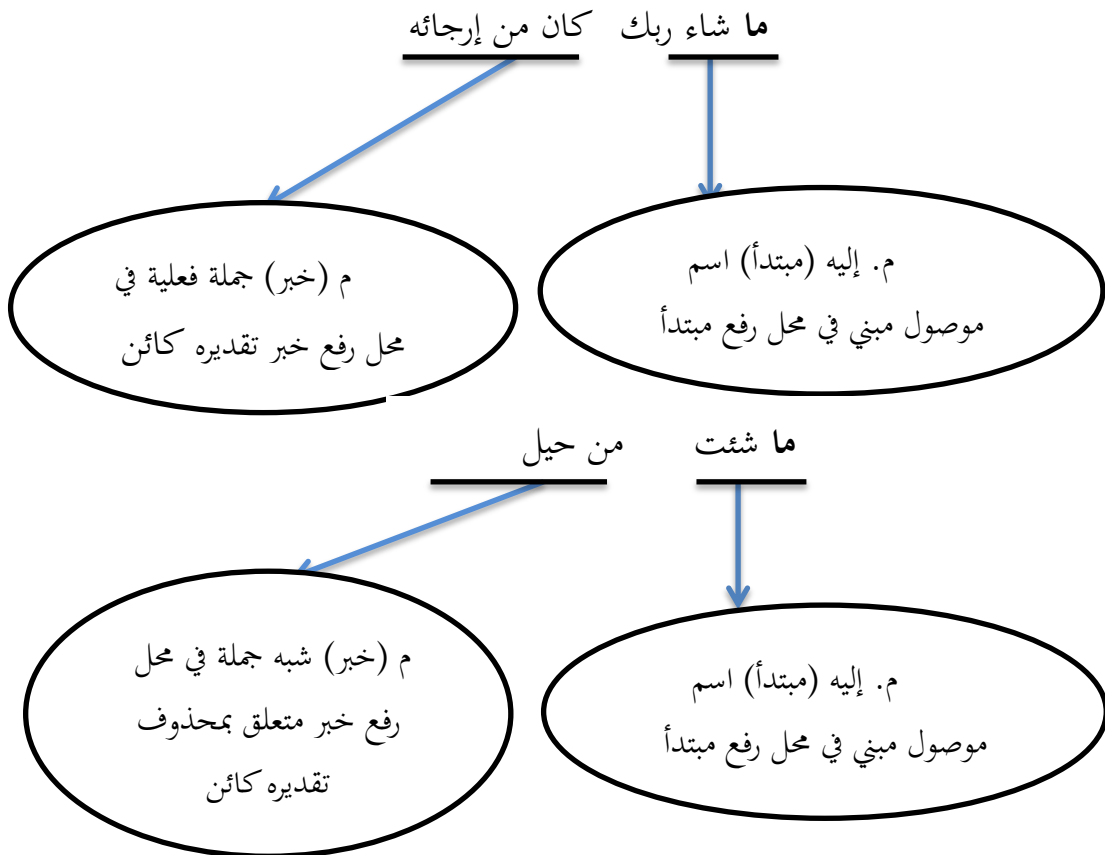 ما شاء ربك كان من إرجائه
م. إليه (مبتدأ) اسم
موصول مبني في محل رفع مبتدأ
م (خبر) جملة فعلية في
محل رفع خبر تقديره كائن
ما شئت من حيل
م. إليه (مبتدأ) اسم
موصول مبني في محل رفع مبتدأ
م (خبر) شبه جملة في محل
رفع خبر متعلق بمحذوف
تقديره كائن